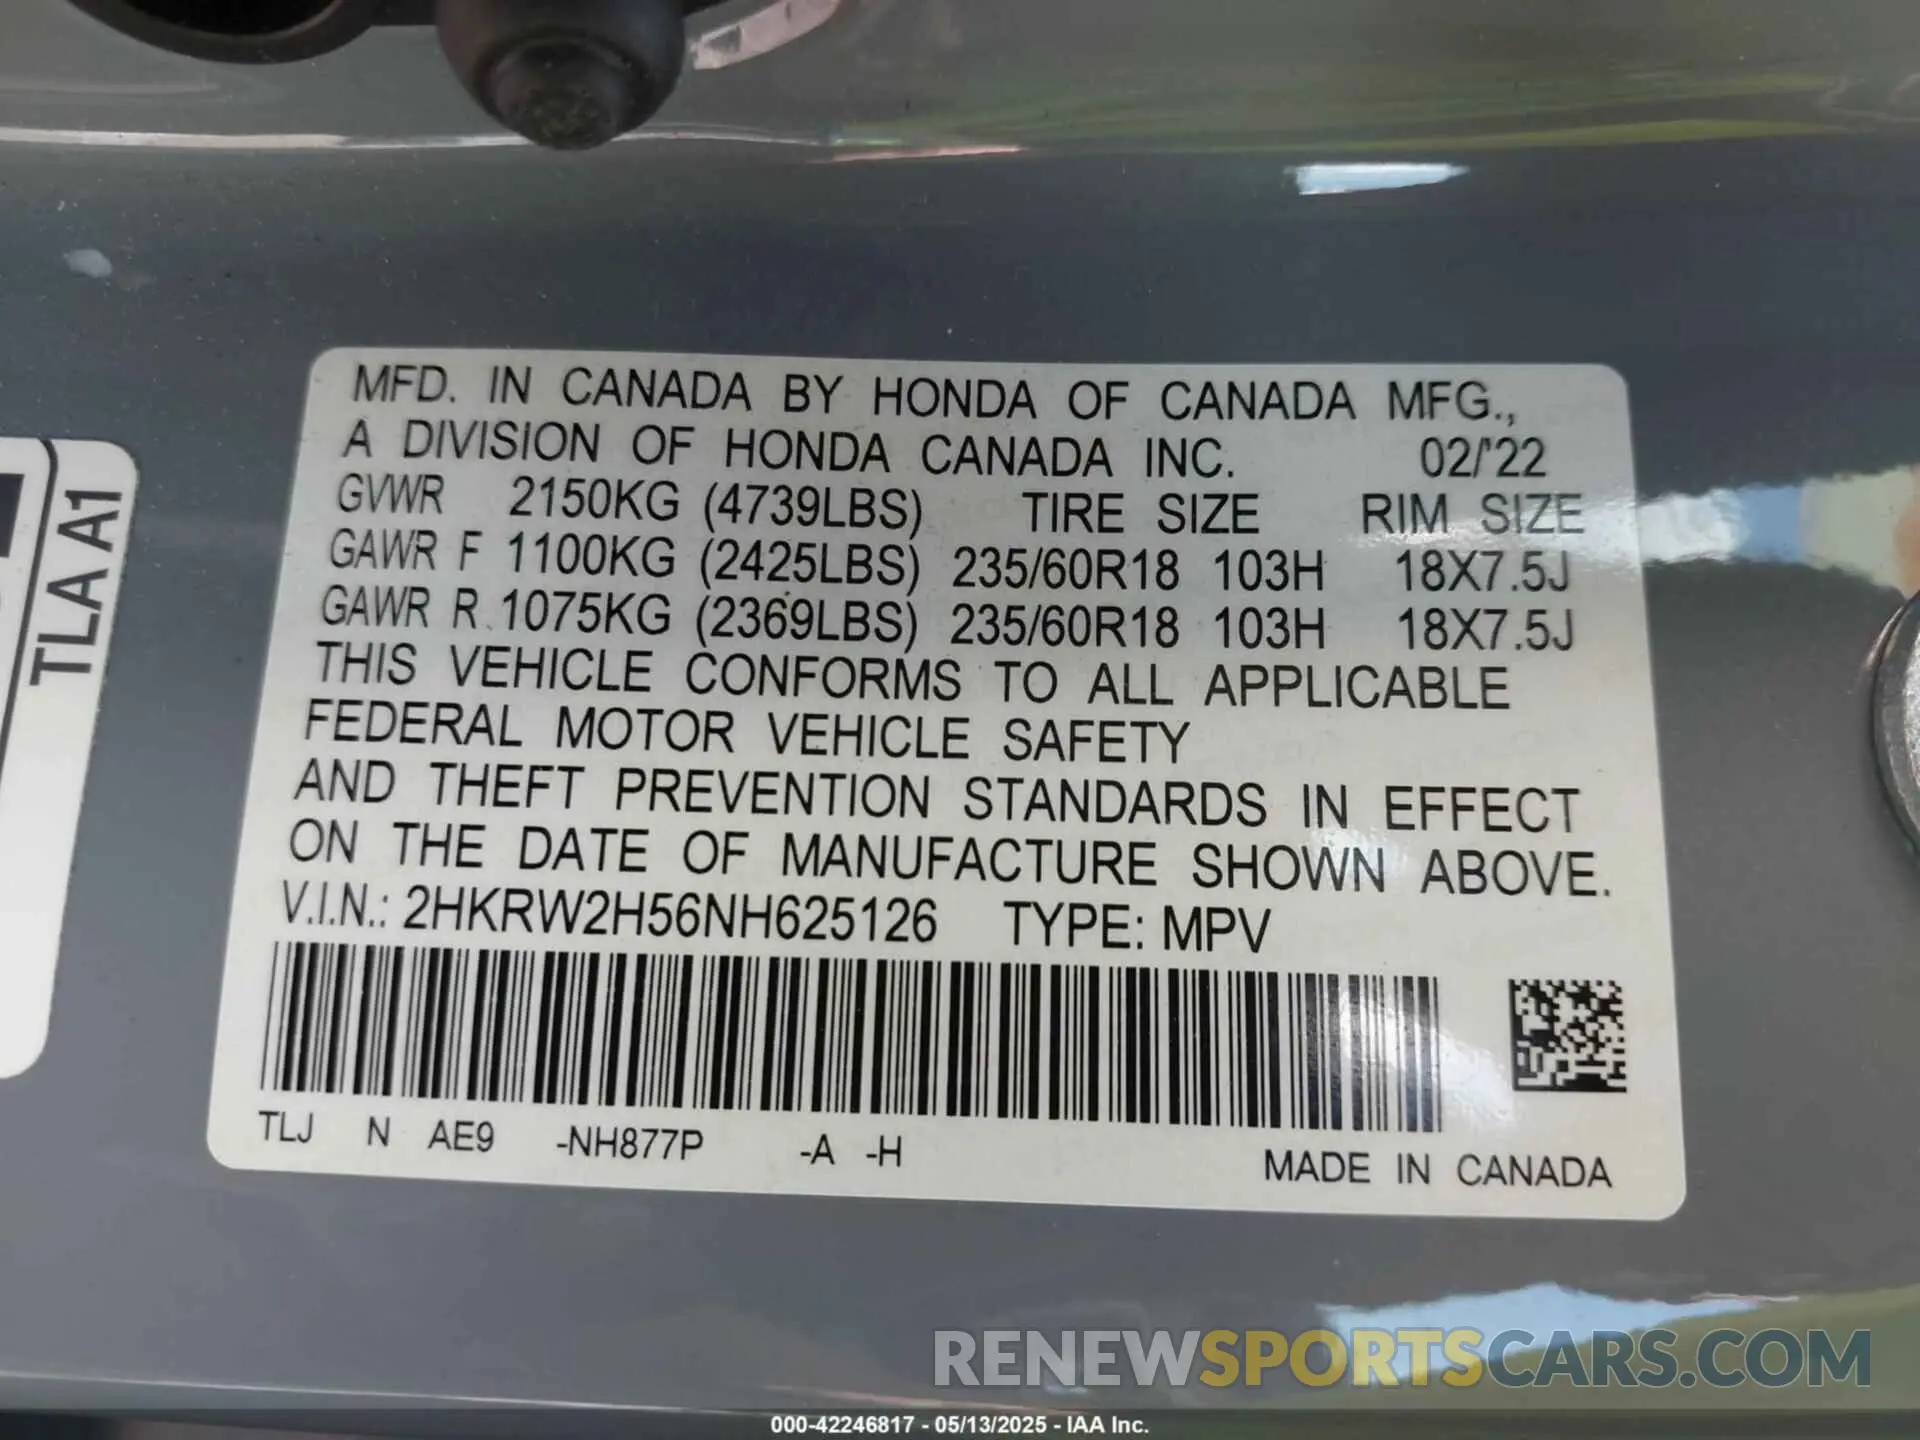 MFD. IN CANADA BY HONDA OF CANADA MFG.,
A DIVISION OF HONDA CANADA INC. 02/'22
GVWR 2150KG (4739LBS) TIRE SIZE RIM SIZE
GAWR F 1100KG (2425LBS) 235/60R18 103H 18X7.5J
GAWR R 1075KG (2369LBS) 235/60R18 103H 18X7.5J
THIS VEHICLE CONFORMS TO ALL APPLICABLE
FEDERAL MOTOR VEHICLE SAFETY
AND THEFT PREVENTION STANDARDS IN EFFECT
ON THE DATE OF MANUFACTURE SHOWN ABOVE.
V.I.N.: 2HKRW2H56NH625126 TYPE: MPV
TLJ N AE9 -NH877P -A -H
MADE IN CANADA
TLA A1
RENEWSPORTSCARS.COM
000-42246817 - 05/13/2025 - IAA Inc.